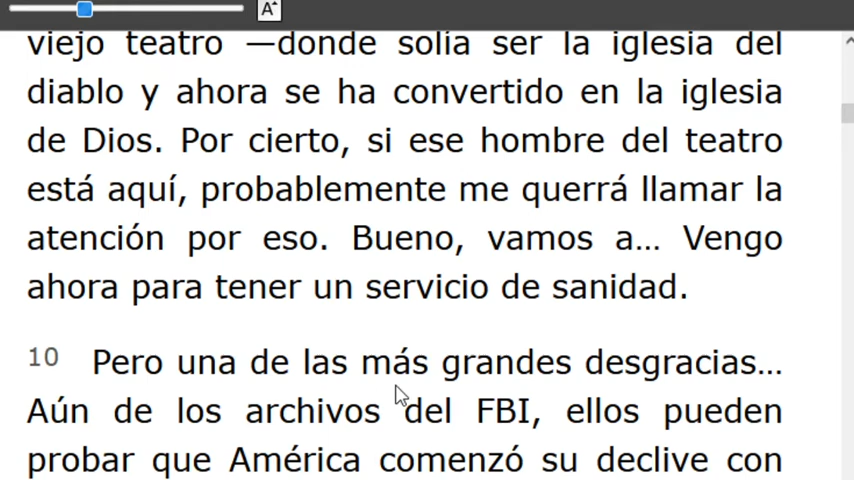 viejo teatro —donde solía ser la iglesia del
diablo y ahora se ha convertido en la iglesia
de Dios. Por cierto, si ese hombre del teatro
está aquí, probablemente me querrá llamar la
atención por eso. Bueno, vamos a… Vengo
ahora para tener un servicio de sanidad.
10 Pero una de las más grandes desgracias…
Aún de los archivos del FBI, ellos pueden
probar que América comenzó su declive con